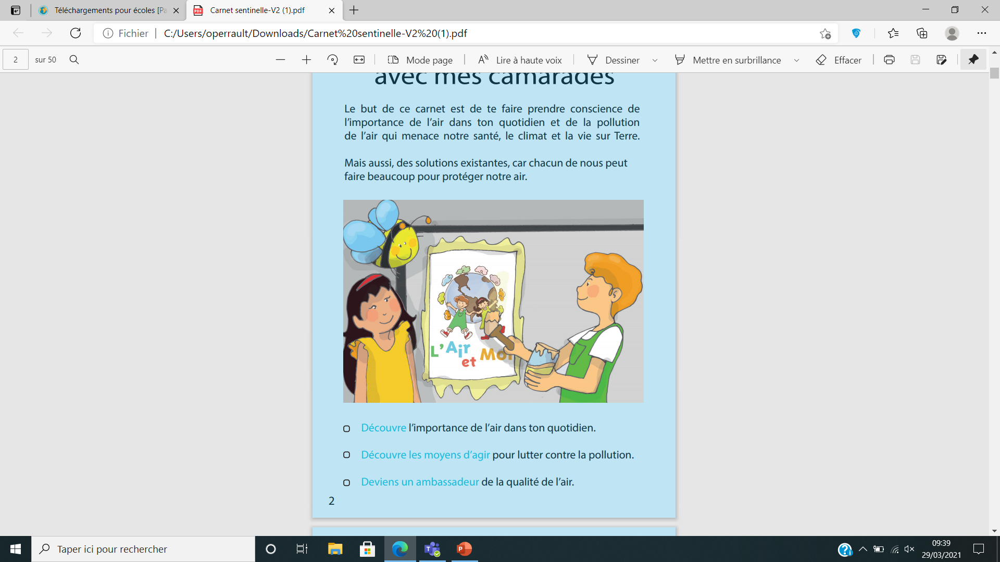 Téléchargements pour écoles [Pa
Carnet sentinelle-V2 (1).pdf
Fichier
C:/Users/operrault/Downloads/Carnet%20sentinelle-V2%20(1).pdf
2
sur 50
Mode page
Lire à haute voix
Dessiner
Mettre en surbrillance
Effacer
avec mes camarades
Le but de ce carnet est de te faire prendre conscience de
l'importance de l'air dans ton quotidien et de la pollution
de l'air qui menace notre santé, le climat et la vie sur Terre.
Mais aussi, des solutions existantes, car chacun de nous peut
faire beaucoup pour protéger notre air.
L'Air
et Moi
Découvre l'importance de l'air dans ton quotidien.
Découvre les moyens d'agir pour lutter contre la pollution.
Deviens un ambassadeur de la qualité de l'air.
2
Taper ici pour rechercher
09:39
29/03/2021